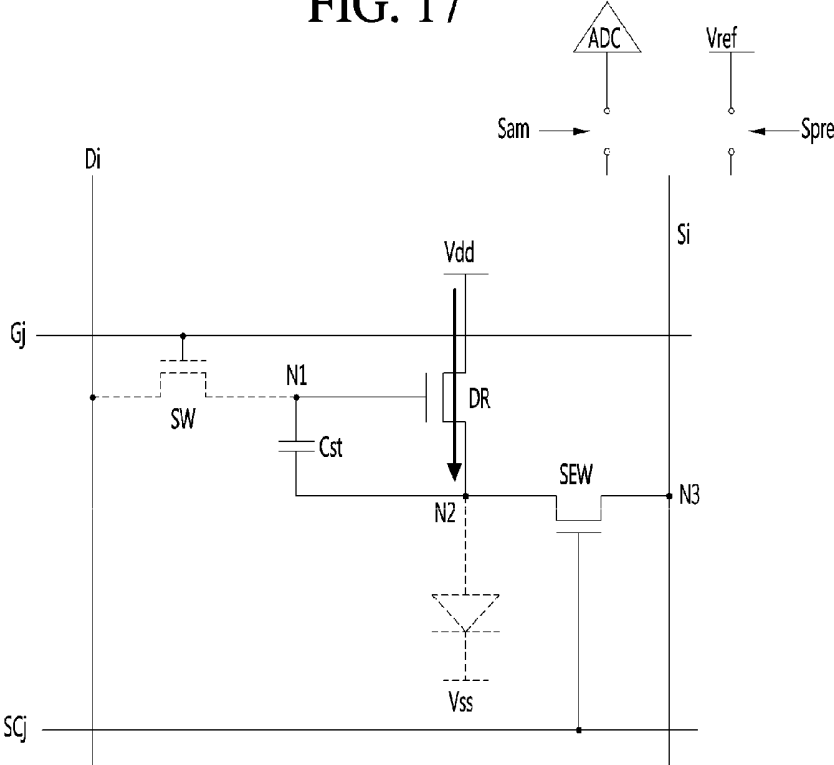 FIG. 17
ADC
Vref
Sam
Spre
Di
Si
Vdd
Gj
N1
DR
SW
Cst
SEW
N2
N3
Vss
SCj